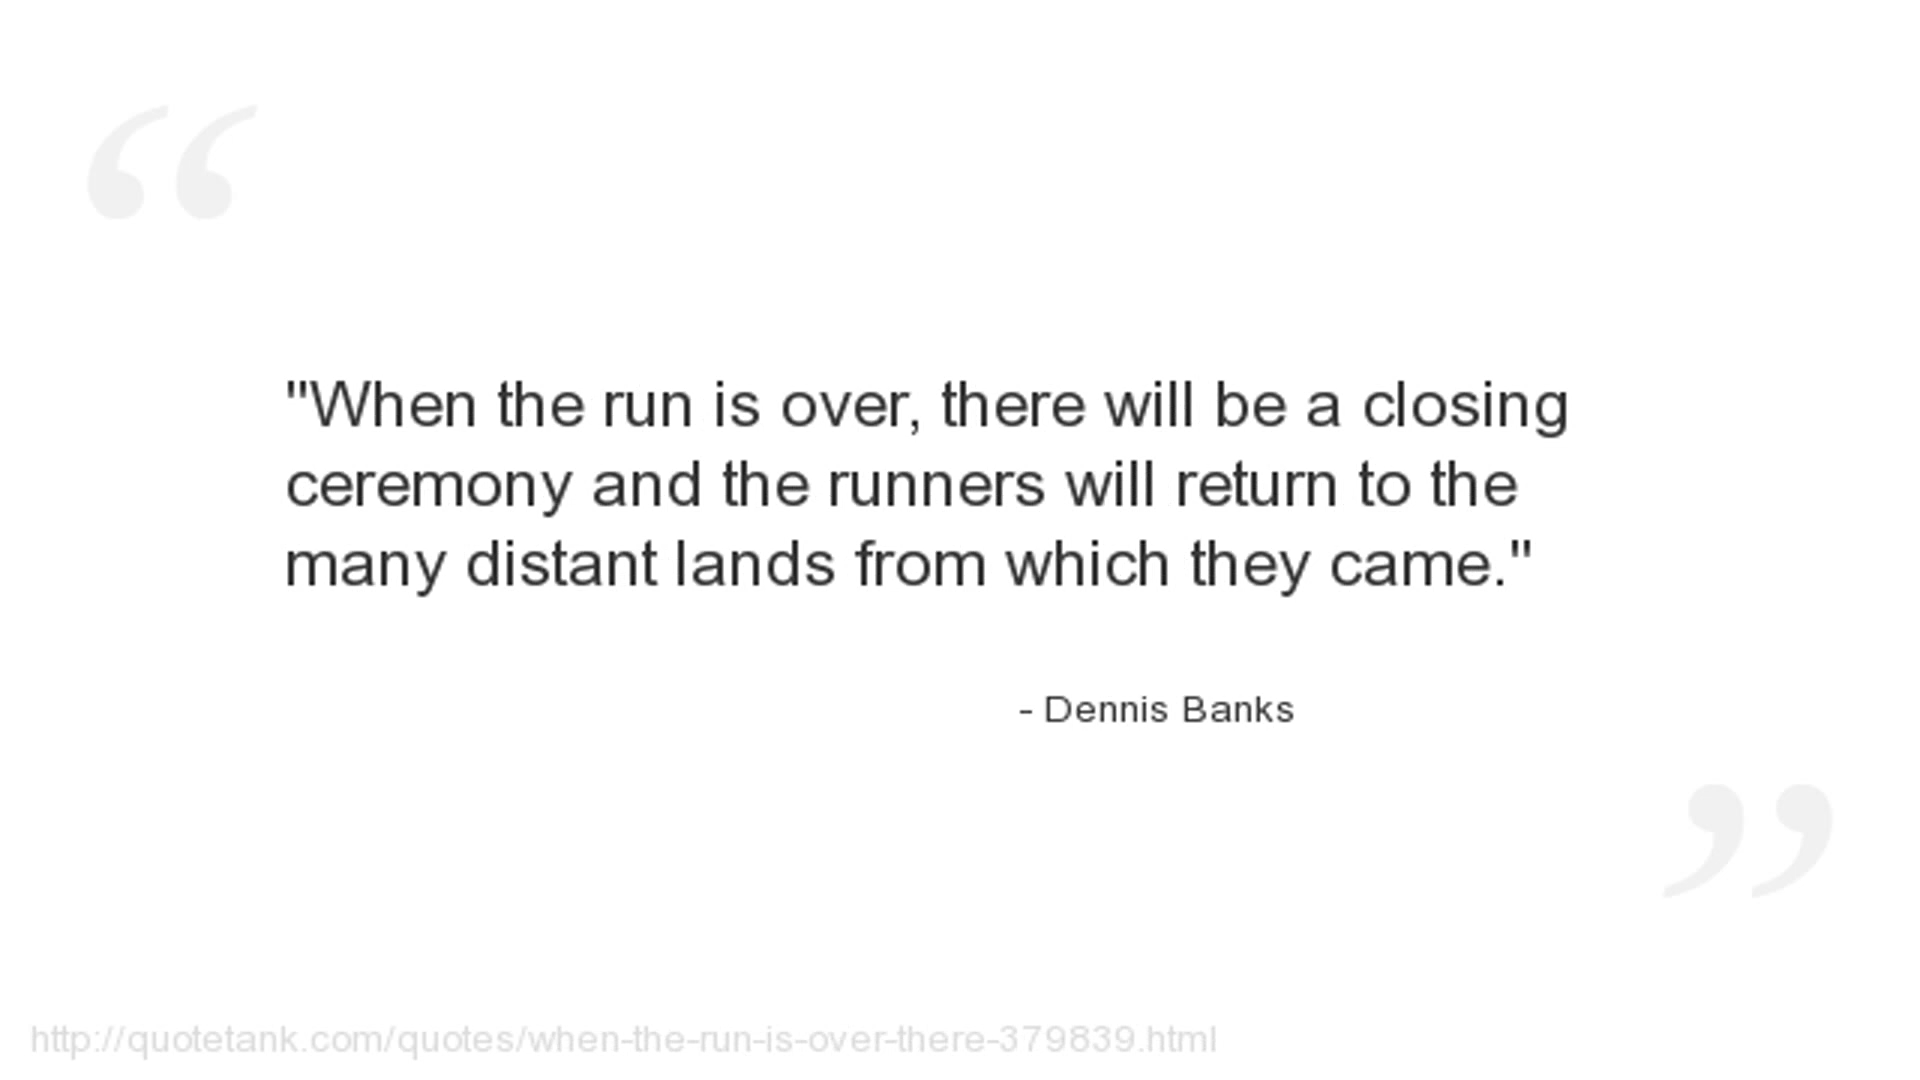 "When the run is over, there will be a closing
ceremony and the runners will return to the
many distant lands from which they came."
- Dennis Banks
http://quotetank.com/quotes/when-the-run-is-over-there-379839.html